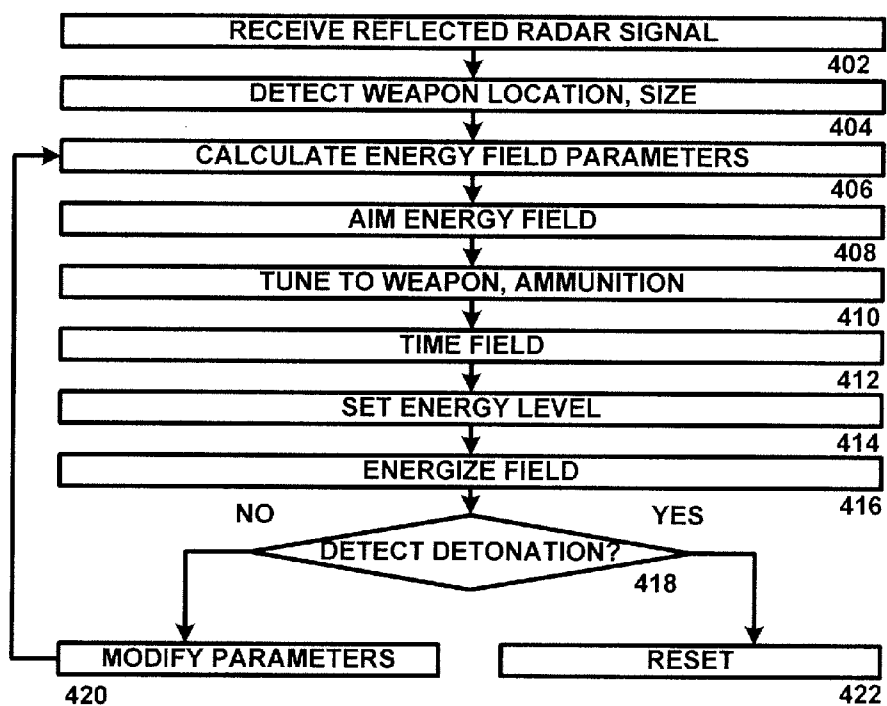 RECEIVE REFLECTED RADAR SIGNAL
402
DETECT WEAPON LOCATION, SIZE
404
CALCULATE ENERGY FIELD PARAMETERS
406
AIM ENERGY FIELD
408
TUNE TO WEAPON, AMMUNITION
410
TIME FIELD
412
SET ENERGY LEVEL
414
ENERGIZE FIELD
416
NO
YES
DETECT DETONATION?
418
MODIFY PARAMETERS
420
RESET
422